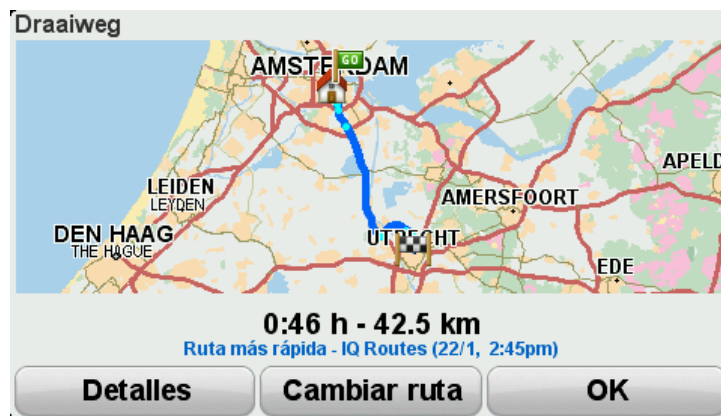 Draaiweg
GO
AMSTERDAM
APELD
LEIDEN
LEYDEN
AMERSFOORT
DEN HAAG
THE HAGUE
UTRECHT
EDE
0:46 h - 42.5 km
Ruta más rápida - IQ Routes (22/1, 2:45pm)
Detalles
Cambiar ruta
OK